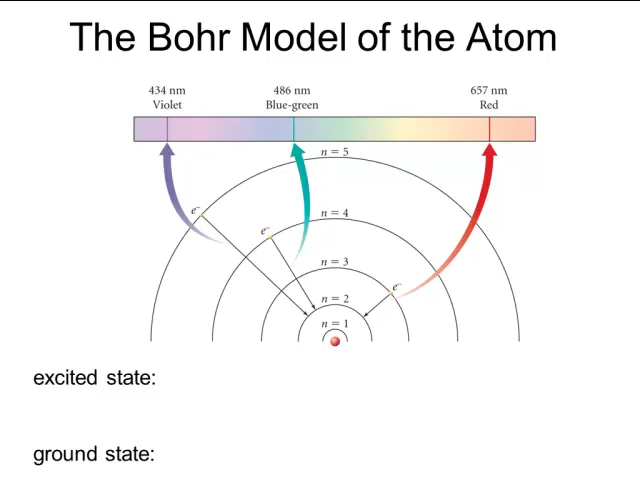 The Bohr Model of the Atom
434 nm
Violet
486 nm
Blue-green
657 nm
Red
n = 5
e⁻
n = 4
e⁻
n = 3
e⁻
n = 2
n = 1
excited state:
ground state: